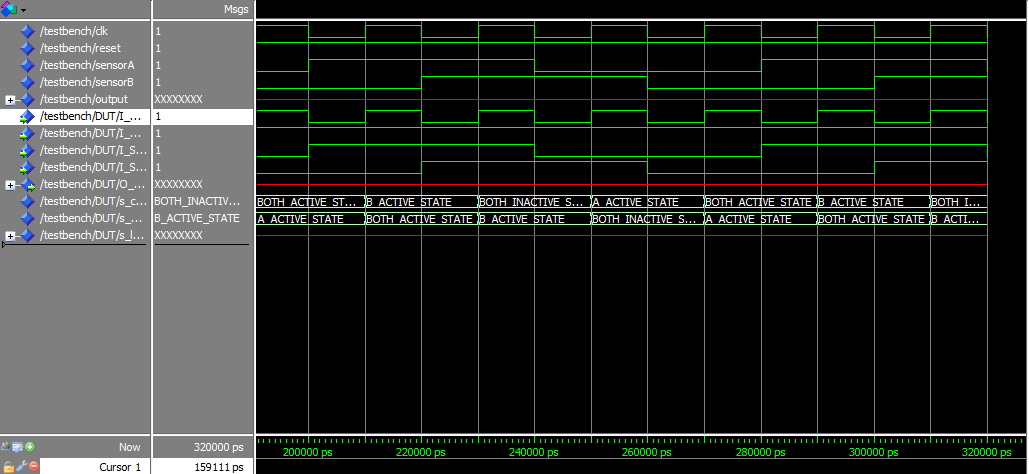 Msgs
/testbench/clk 1
/testbench/reset 1
/testbench/sensorA 1
/testbench/sensorB 1
/testbench/output XXXXXXXX
/testbench/DUT/I_... 1
/testbench/DUT/I_... 1
/testbench/DUT/I_S... 1
/testbench/DUT/I_S... 1
/testbench/DUT/O_... XXXXXXXX
/testbench/DUT/s_c... BOTH_INACTIV... BOTH_ACTIVE_ST... B_ACTIVE_STATE BOTH_INACTIVE_S... A_ACTIVE_STATE BOTH_ACTIVE_STATE B_ACTIVE_STATE BOTH_I...
/testbench/DUT/s_... B_ACTIVE_STATE A_ACTIVE_STATE BOTH_ACTIVE_STATE B_ACTIVE_STATE BOTH_INACTIVE_S... A_ACTIVE_STATE BOTH_ACTIVE_STATE B_ACTI...
/testbench/DUT/s_l... XXXXXXXX
Now 320000 ps 200000 ps 220000 ps 240000 ps 260000 ps 280000 ps 300000 ps 320000 ps
Cursor 1 159111 ps